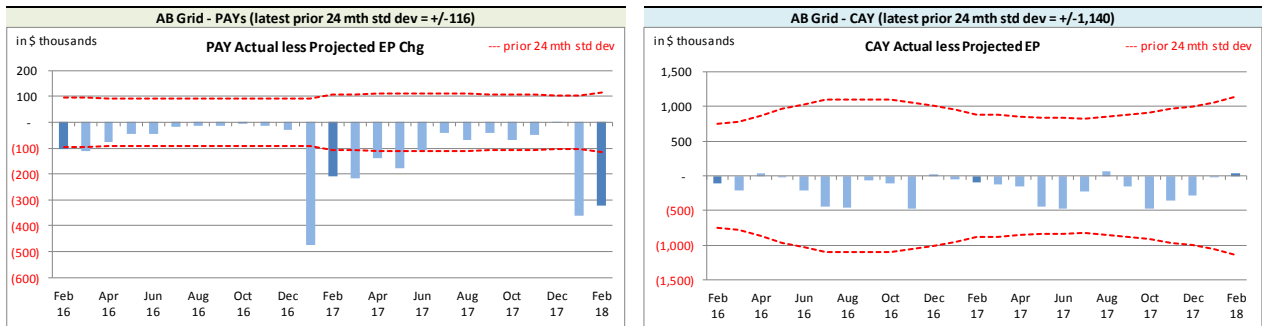 AB Grid - PAYs (latest prior 24 mth std dev = +/-116)
in $ thousands
PAY Actual less Projected EP Chg
--- prior 24 mth std dev
200
100
-
(100)
(200)
(300)
(400)
(500)
(600)
Feb Apr Jun Aug Oct Dec Feb Apr Jun Aug Oct Dec Feb
16 16 16 16 16 16 17 17 17 17 17 17 18
AB Grid - CAY (latest prior 24 mth std dev = +/-1,140)
in $ thousands
CAY Actual less Projected EP
--- prior 24 mth std dev
1,500
1,000
500
-
(500)
(1,000)
(1,500)
Feb Apr Jun Aug Oct Dec Feb Apr Jun Aug Oct Dec Feb
16 16 16 16 16 16 17 17 17 17 17 17 18